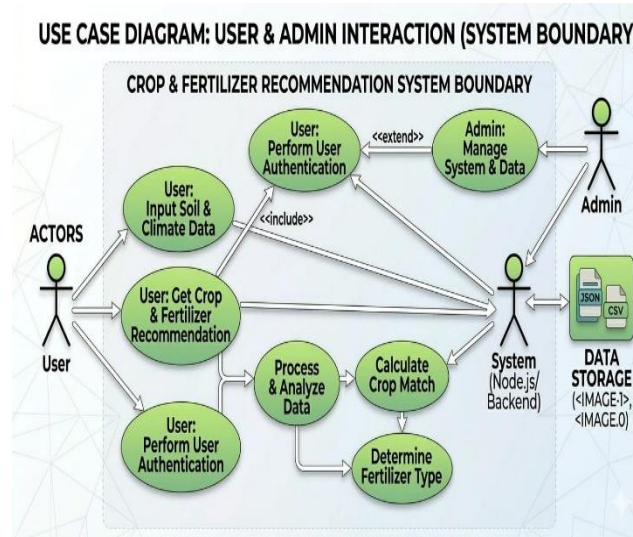 USE CASE DIAGRAM: USER & ADMIN INTERACTION (SYSTEM BOUNDARY
CROP & FERTILIZER RECOMMENDATION SYSTEM BOUNDARY
User:
Perform User
Authentication
<<extend>>
Admin:
Manage
System & Data
Admin
User:
Input Soil &
Climate Data
<<include>>
ACTORS
User
User: Get Crop
& Fertilizer
Recommendation
System
(Node.js/
Backend)
JSON
CSV
DATA
STORAGE
(<IMAGE-1>,
<IMAGE.0)
Process
& Analyze
Data
Calculate
Crop Match
User:
Perform User
Authentication
Determine
Fertilizer Type